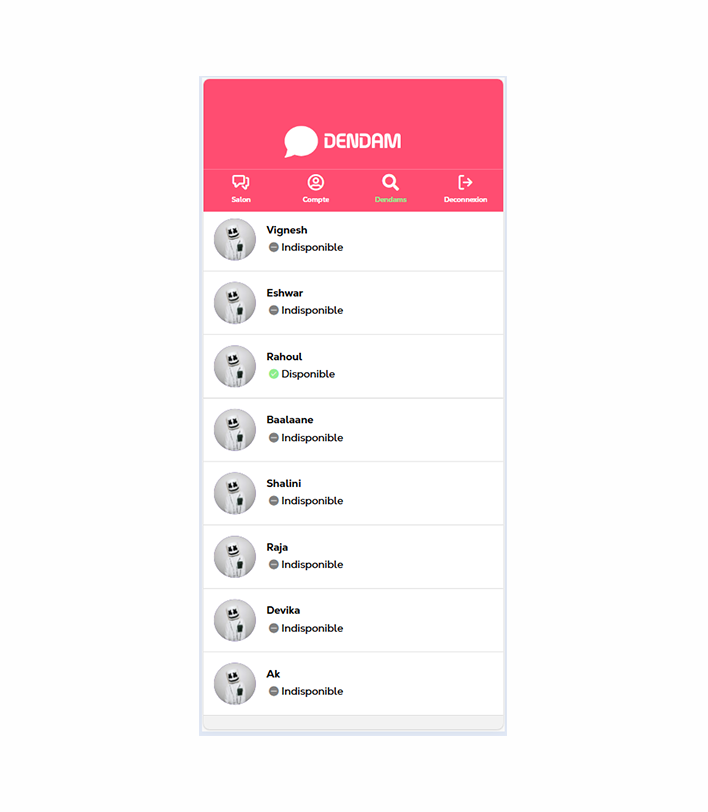 DENDAM
Salon Compte Dendams Deconnexion
Vignesh
Indisponible
Eshwar
Indisponible
Rahoul
Disponible
Baalaane
Indisponible
Shalini
Indisponible
Raja
Indisponible
Devika
Indisponible
Ak
Indisponible